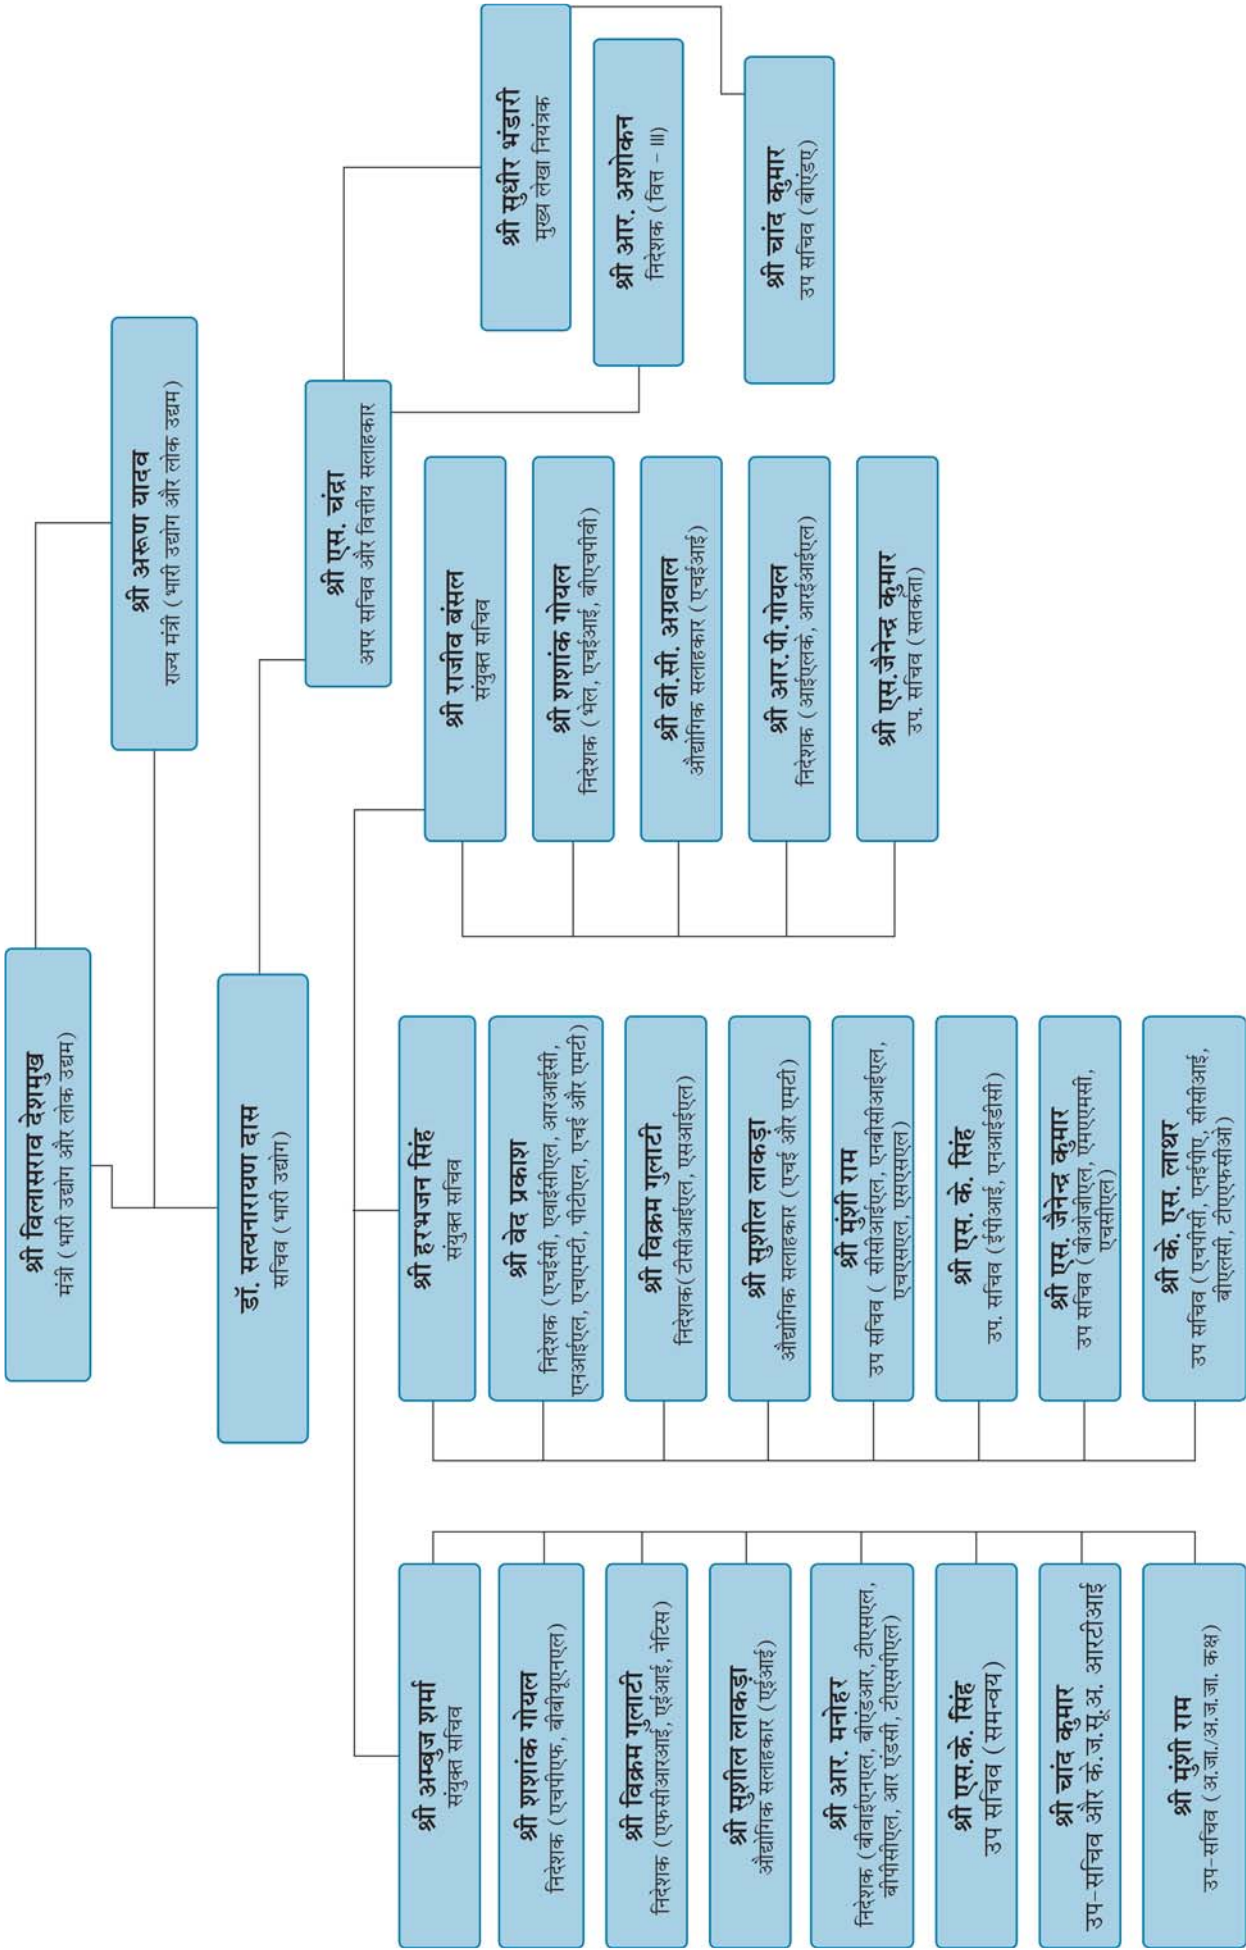 श्री विलासराव देशमुख
मंत्री ( भारी उद्योग और लोक उद्यम)
श्री अरूण यादव
राज्य मंत्री ( भारी उद्योग और लोक उद्यम)
डॉ. सत्यनारायण दास
सचिव ( भारी उद्योग)
श्री एस. चंद्रा
अपर सचिव और वित्तीय सलाहकार
श्री सुधीर भंडारी
मुख्य लेखा नियंत्रक
श्री आर. अशोकन
निदेशक ( वित्त – III)
श्री चांद कुमार
उप सचिव ( बीएंडए)
श्री अम्बुज शर्मा
संयुक्त सचिव
श्री शशांक गोयल
निदेशक ( एचपीएफ, बीबीयूएनएल)
श्री विक्रम गुलाटी
निदेशक ( एफसीआरआई, एईआई, नेटिस)
श्री सुशील लाकड़ा
औद्योगिक सलाहकार ( एईआई)
श्री आर. मनोहर
निदेशक ( बीवाईएनएल, बीएंडआर, टीएसएल,
बीपीसीएल, आर एंडसी, टीएसपीएल)
श्री एस.के. सिंह
उप सचिव ( समन्वय)
श्री चांद कुमार
उप-सचिव और के.ज.सू.अ. आरटीआई
श्री मुंशी राम
उप-सचिव ( अ.जा./अ.ज.जा. कक्ष)
श्री हरभजन सिंह
संयुक्त सचिव
श्री वेद प्रकाश
निदेशक ( एचईसी, एवाईसीएल, आरआईसी,
एनआईएल, एचएमटी, पीटीएल, एचई और एमटी)
श्री विक्रम गुलाटी
निदेशक( टीसीआईएल, एसआईएल)
श्री सुशील लाकड़ा
औद्योगिक सलाहकार ( एचई और एमटी)
श्री मुंशी राम
उप सचिव ( सीसीआईएल, एनबीसीआईएल,
एचएसएल, एसएसएल)
श्री एस. के. सिंह
उप. सचिव ( ईपीआई, एनआईडीसी)
श्री एस. जैनेन्द्र कुमार
उप सचिव ( बीओजीएल, एमएएमसी,
एचसीएल)
श्री के. एस. लाथर
उप सचिव ( एचपीसी, एनईपीए, सीसीआई,
बीएलसी, टीएएफसीओ)
श्री राजीव बंसल
संयुक्त सचिव
श्री शशांक गोयल
निदेशक ( भेल, एचईआई, बीएचपीवी)
श्री वी.सी. अग्रवाल
औद्योगिक सलाहकार ( एचईआई)
श्री आर.पी.गोयल
निदेशक ( आईएलके, आरईआईएल)
श्री एस.जैनेन्द्र कुमार
उप. सचिव ( सतर्कता)